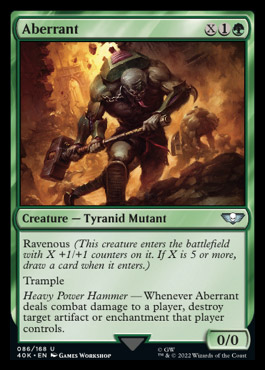 Aberrant X1
Creature — Tyranid Mutant
Ravenous (This creature enters the battlefield
with X +1/+1 counters on it. If X is 5 or more,
draw a card when it enters.)
Trample
Heavy Power Hammer — Whenever Aberrant
deals combat damage to a player, destroy
target artifact or enchantment that player
controls.
0/0
086/168 U
40K • EN Games Workshop
© GW
™ & © 2022 Wizards of the Coast